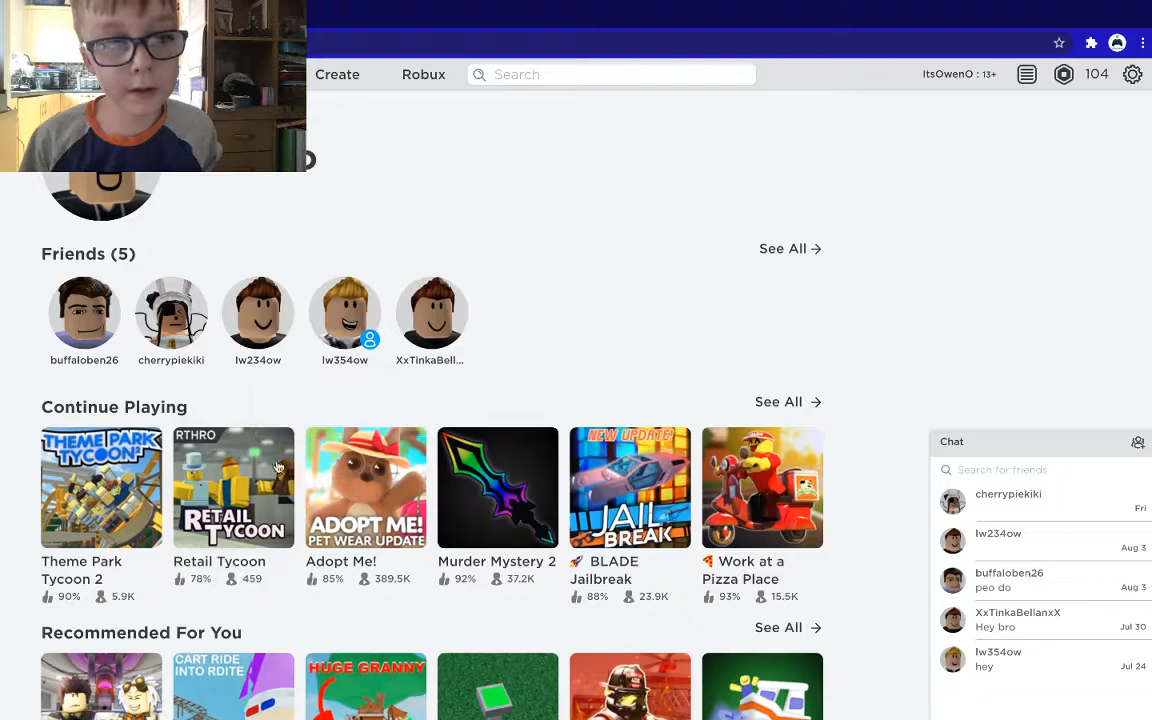 Create Robux Search ItsOwenO : 13+ 104
Friends (5) See All →
buffaloben26 cherrypiekiki lw234ow lw354ow XxTinkaBell...
Continue Playing See All →
THEME PARK TYCOON 2
RTHRO
RETAIL TYCOON
ADOPT ME!
PET WEAR UPDATE
NEW UPDATE!
JAIL BREAK
Theme Park Tycoon 2
90% 5.9K
Retail Tycoon
78% 459
Adopt Me!
85% 389.5K
Murder Mystery 2
92% 37.2K
🚀 BLADE Jailbreak
88% 23.9K
🍕 Work at a Pizza Place
93% 15.5K
Recommended For You See All →
CART RIDE
INTO RDITE
HUGE GRANNY
Chat
Search for friends
cherrypiekiki
Fri
lw234ow
Aug 3
buffaloben26
peo do Aug 3
XxTinkaBellanxX
Hey bro Jul 30
lw354ow
hey Jul 24